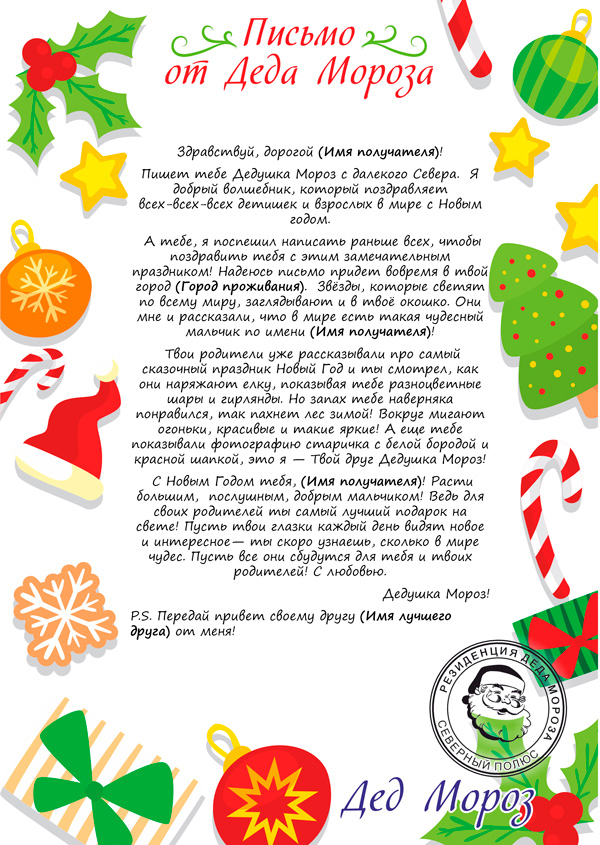 Письмо
от Деда Мороза
Здравствуй, дорогой (Имя получателя)!
Пишет тебе Дедушка Мороз с далекого Севера. Я
добрый волшебник, который поздравляет
всех-всех-всех детишек и взрослых в мире с Новым
годом.
А тебе, я поспешил написать раньше всех, чтобы
поздравить тебя с этим замечательным
праздником! Надеюсь письмо придет вовремя в твой
город (Город проживания). Звёзды, которые светят
по всему миру, заглядывают и в твоё окошко. Они
мне и рассказали, что в мире есть такая чудесный
мальчик по имени (Имя получателя)!
Твои родители уже рассказывали про самый
сказочный праздник Новый Год и ты смотрел, как
они наряжают елку, показывая тебе разноцветные
шары и гирлянды. Но запах тебе наверняка
понравился, так пахнет лес зимой! Вокруг мигают
огоньки, красивые и такие яркие! А еще тебе
показывали фотографию старичка с белой бородой и
красной шапкой, это я — Твой друг Дедушка Мороз!
С Новым Годом тебя, (Имя получателя)! Расти
большим, послушным, добрым мальчиком! Ведь для
своих родителей ты самый лучший подарок на
свете! Пусть твои глазки каждый день видят новое
и интересное— ты скоро узнаешь, сколько в мире
чудес. Пусть все они сбудутся для тебя и твоих
родителей! С любовью.
Дедушка Мороз!
P.S. Передай привет своему другу (Имя лучшего
друга) от меня!
РЕЗИДЕНЦИЯ ДЕДА МОРОЗА
СЕВЕРНЫЙ ПОЛЮС
Дед Мороз